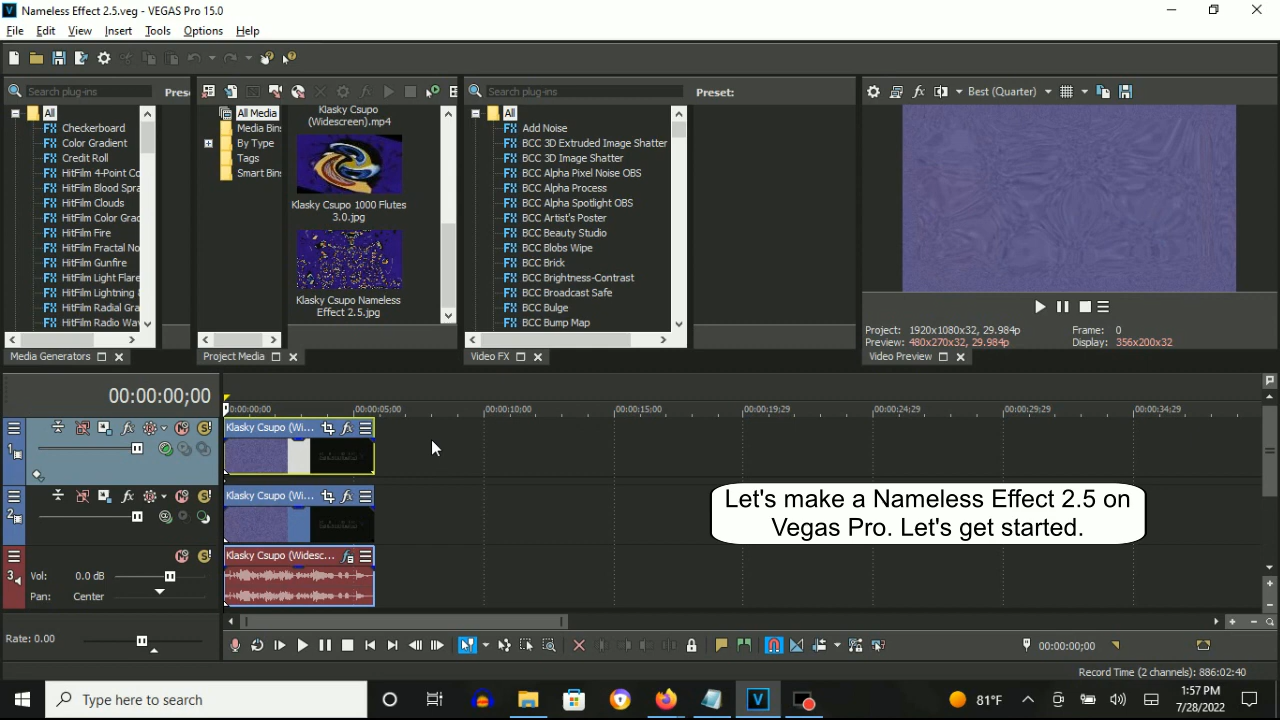 Nameless Effect 2.5.veg - VEGAS Pro 15.0
File Edit View Insert Tools Options Help
Search plug-ins
Prese
All
Checkerboard
Color Gradient
Credit Roll
HitFilm 4-Point Co
HitFilm Blood Spra
HitFilm Clouds
HitFilm Color Grac
HitFilm Fire
HitFilm Fractal No
HitFilm Gunfire
HitFilm Light Flare
HitFilm Lightning &
HitFilm Radial Gra
HitFilm Radio Wav
Media Generators
All Media
Media Bins
By Type
Tags
Smart Bins
Klasky Csupo
(Widescreen).mp4
Klasky Csupo 1000 Flutes
3.0.jpg
Klasky Csupo Nameless
Effect 2.5.jpg
Project Media
Search plug-ins
Preset:
All
Add Noise
BCC 3D Extruded Image Shatter
BCC 3D Image Shatter
BCC Alpha Pixel Noise OBS
BCC Alpha Process
BCC Alpha Spotlight OBS
BCC Artist's Poster
BCC Beauty Studio
BCC Blobs Wipe
BCC Brick
BCC Brightness-Contrast
BCC Broadcast Safe
BCC Bulge
BCC Bump Map
Video FX
Best (Quarter)
Project: 1920x1080x32, 29.984p
Preview: 480x270x32, 29.984p
Frame: 0
Display: 356x200x32
Video Preview
00:00:00;00
00:00:00;00 00:00:05;00 00:00:10;00 00:00:15;00 00:00:19;29 00:00:24;29 00:00:29;29 00:00:34;29
1
Klasky Csupo (Wi...
2
Klasky Csupo (Wi...
3
Vol: 0.0 dB
Pan: Center
Klasky Csupo (Widesc...
Let's make a Nameless Effect 2.5 on
Vegas Pro. Let's get started.
Rate: 0.00
00:00:00;00
Record Time (2 channels): 886:02:40
Type here to search
81°F
1:57 PM
7/28/2022